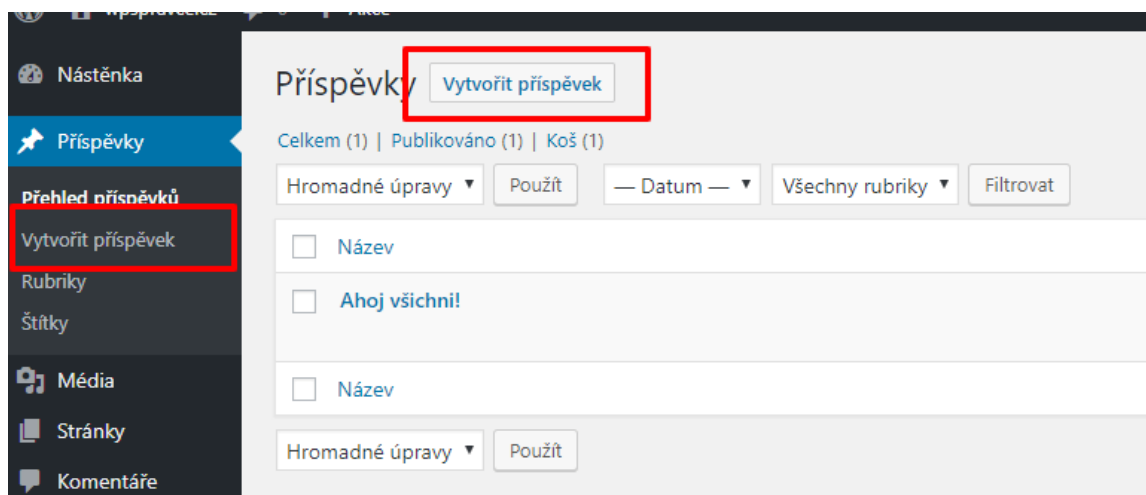 Nástěnka
Příspěvky
Přehled příspěvků
Vytvořit příspěvek
Rubriky
Štítky
Média
Stránky
Komentáře
Příspěvky Vytvořit příspěvek
Celkem (1) | Publikováno (1) | Koš (1)
Hromadné úpravy Použít — Datum — Všechny rubriky Filtrovat
Název
Ahoj všichni!
Název
Hromadné úpravy Použít